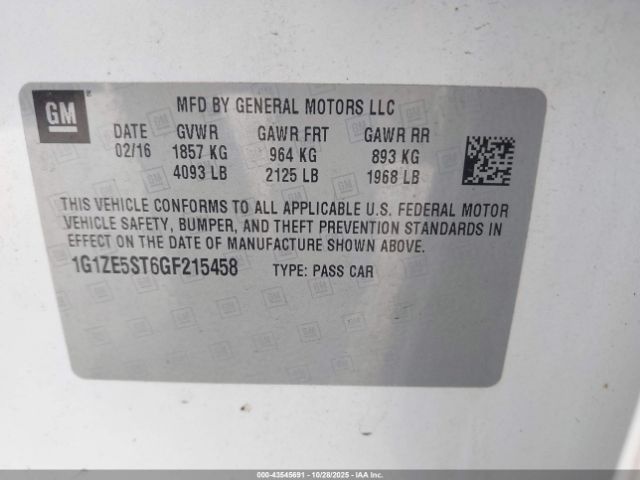 GM
®
MFD BY GENERAL MOTORS LLC
DATE GVWR GAWR FRT GAWR RR
02/16 1857 KG 964 KG 893 KG
4093 LB 2125 LB 1968 LB
THIS VEHICLE CONFORMS TO ALL APPLICABLE U.S. FEDERAL MOTOR
VEHICLE SAFETY, BUMPER, AND THEFT PREVENTION STANDARDS IN
EFFECT ON THE DATE OF MANUFACTURE SHOWN ABOVE.
1G1ZE5ST6GF215458 TYPE: PASS CAR
000-43545691 - 10/28/2025 - IAA Inc.